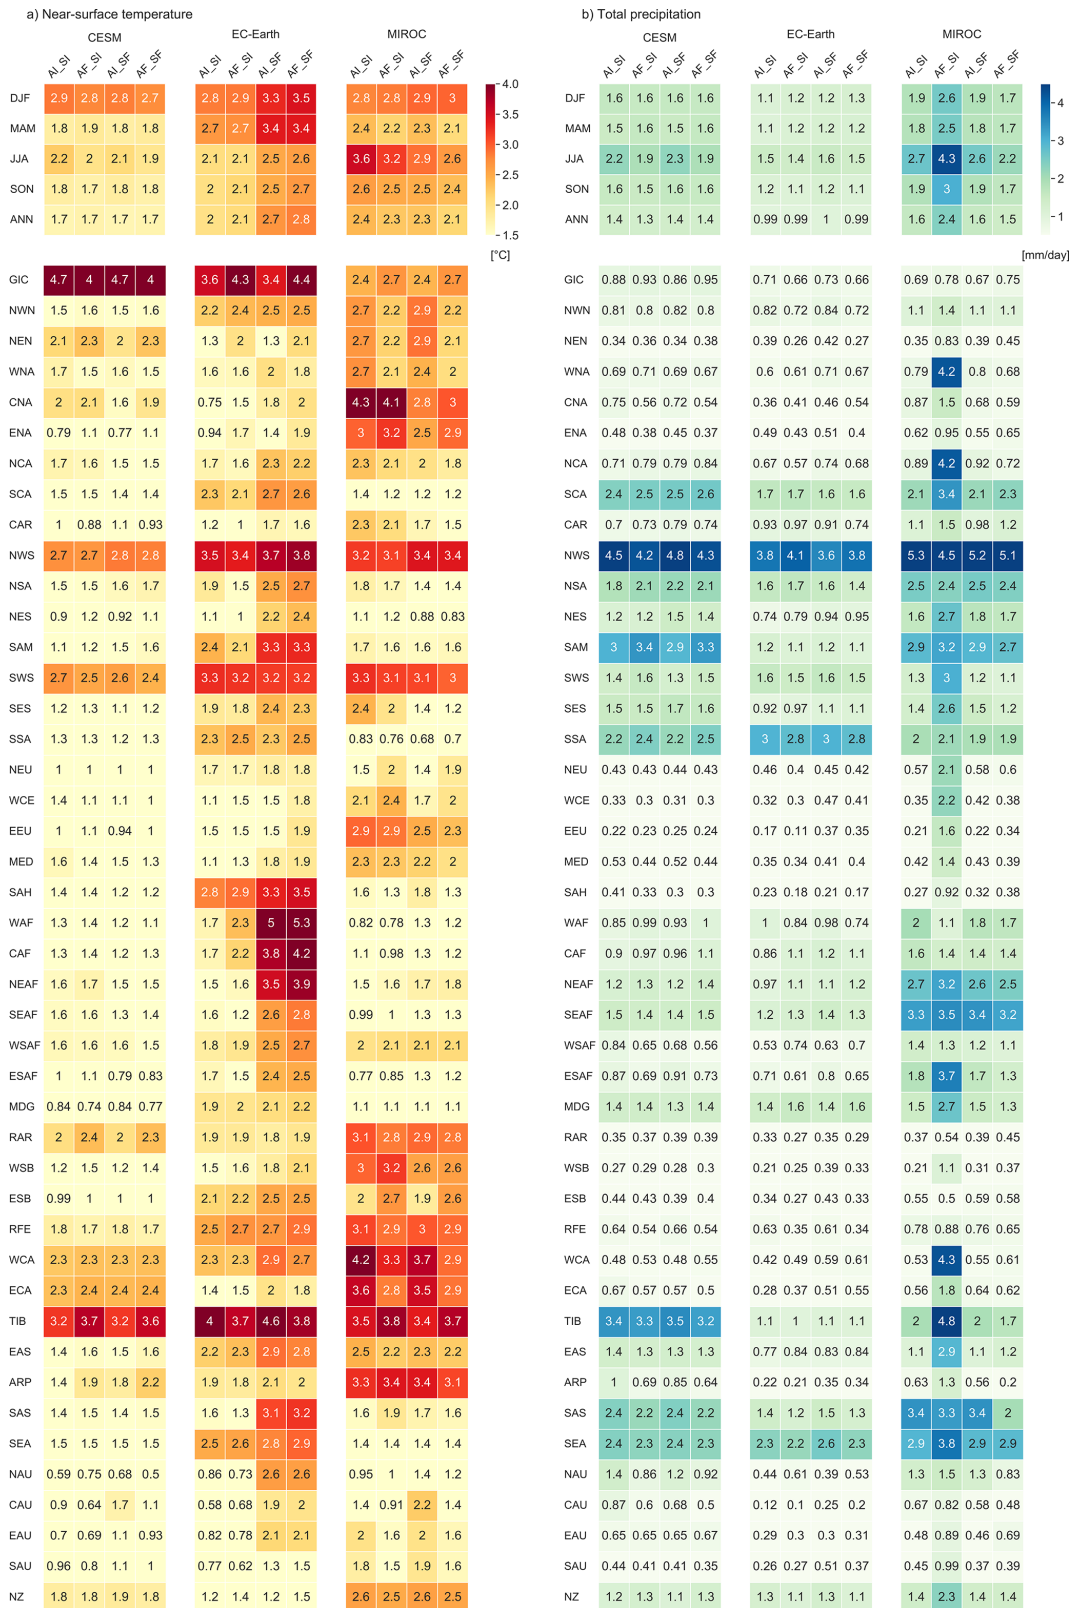 a) Near-surface temperature b) Total precipitation
CESM EC-Earth MIROC CESM EC-Earth MIROC
AI_SI AF_SI AI_SF AF_SF AI_SI AF_SI AI_SF AF_SF AI_SI AF_SI AI_SF AF_SF AI_SI AF_SI AI_SF AF_SF AI_SI AF_SI AI_SF AF_SF AI_SI AF_SI AI_SF AF_SF
4.0
3.5
3.0
2.5
2.0
1.5
[°C]
4
3
2
1
[mm/day]
DJF 2.9 2.8 2.8 2.7 2.8 2.9 3.3 3.5 2.8 2.8 2.9 3 1.6 1.6 1.6 1.6 1.1 1.2 1.2 1.3 1.9 2.6 1.9 1.7
MAM 1.8 1.9 1.8 1.8 2.7 2.7 3.4 3.4 2.4 2.2 2.3 2.1 1.5 1.6 1.5 1.6 1.1 1.2 1.2 1.2 1.8 2.5 1.8 1.7
JJA 2.2 2 2.1 1.9 2.1 2.1 2.5 2.6 3.6 3.2 2.9 2.6 2.2 1.9 2.3 1.9 1.5 1.4 1.6 1.5 2.7 4.3 2.6 2.2
SON 1.8 1.7 1.8 1.8 2 2.1 2.5 2.7 2.6 2.5 2.5 2.4 1.6 1.5 1.6 1.6 1.2 1.1 1.2 1.1 1.9 3 1.9 1.7
ANN 1.7 1.7 1.7 1.7 2 2.1 2.7 2.8 2.4 2.3 2.3 2.1 1.4 1.3 1.4 1.4 0.99 0.99 1 0.99 1.6 2.4 1.6 1.5
GIC 4.7 4 4.7 4 3.6 4.3 3.4 4.4 2.4 2.7 2.4 2.7 0.88 0.93 0.86 0.95 0.71 0.66 0.73 0.66 0.69 0.78 0.67 0.75
NWN 1.5 1.6 1.5 1.6 2.2 2.4 2.5 2.5 2.7 2.2 2.9 2.2 0.81 0.8 0.82 0.8 0.82 0.72 0.84 0.72 1.1 1.4 1.1 1.1
NEN 2.1 2.3 2 2.3 1.3 2 1.3 2.1 2.7 2.2 2.9 2.1 0.34 0.36 0.34 0.38 0.39 0.26 0.42 0.27 0.35 0.83 0.39 0.45
WNA 1.7 1.5 1.6 1.5 1.6 1.6 2 1.8 2.7 2.1 2.4 2 0.69 0.71 0.69 0.67 0.6 0.61 0.71 0.67 0.79 4.2 0.8 0.68
CNA 2 2.1 1.6 1.9 0.75 1.5 1.8 2 4.3 4.1 2.8 3 0.75 0.56 0.72 0.54 0.36 0.41 0.46 0.54 0.87 1.5 0.68 0.59
ENA 0.79 1.1 0.77 1.1 0.94 1.7 1.4 1.9 3 3.2 2.5 2.9 0.48 0.38 0.45 0.37 0.49 0.43 0.51 0.4 0.62 0.95 0.55 0.65
NCA 1.7 1.6 1.5 1.5 1.7 1.6 2.3 2.2 2.3 2.1 2 1.8 0.71 0.79 0.79 0.84 0.67 0.57 0.74 0.68 0.89 4.2 0.92 0.72
SCA 1.5 1.5 1.4 1.4 2.3 2.1 2.7 2.6 1.4 1.2 1.2 1.2 2.4 2.5 2.5 2.6 1.7 1.7 1.6 1.6 2.1 3.4 2.1 2.3
CAR 1 0.88 1.1 0.93 1.2 1 1.7 1.6 2.3 2.1 1.7 1.5 0.7 0.73 0.79 0.74 0.93 0.97 0.91 0.74 1.1 1.5 0.98 1.2
NWS 2.7 2.7 2.8 2.8 3.5 3.4 3.7 3.8 3.2 3.1 3.4 3.4 4.5 4.2 4.8 4.3 3.8 4.1 3.6 3.8 5.3 4.5 5.2 5.1
NSA 1.5 1.5 1.6 1.7 1.9 1.5 2.5 2.7 1.8 1.7 1.4 1.4 1.8 2.1 2.2 2.1 1.6 1.7 1.6 1.4 2.5 2.4 2.5 2.4
NES 0.9 1.2 0.92 1.1 1.1 1 2.2 2.4 1.1 1.2 0.88 0.83 1.2 1.2 1.5 1.4 0.74 0.79 0.94 0.95 1.6 2.7 1.8 1.7
SAM 1.1 1.2 1.5 1.6 2.4 2.1 3.3 3.3 1.7 1.6 1.6 1.6 3 3.4 2.9 3.3 1.2 1.1 1.2 1.1 2.9 3.2 2.9 2.7
SWS 2.7 2.5 2.6 2.4 3.3 3.2 3.2 3.2 3.3 3.1 3.1 3 1.4 1.6 1.3 1.5 1.6 1.5 1.6 1.5 1.3 3 1.2 1.1
SES 1.2 1.3 1.1 1.2 1.9 1.8 2.4 2.3 2.4 2 1.4 1.2 1.5 1.5 1.7 1.6 0.92 0.97 1.1 1.1 1.4 2.6 1.5 1.2
SSA 1.3 1.3 1.2 1.3 2.3 2.5 2.3 2.5 0.83 0.76 0.68 0.7 2.2 2.4 2.2 2.5 3 2.8 3 2.8 2 2.1 1.9 1.9
NEU 1 1 1 1 1.7 1.7 1.8 1.8 1.5 2 1.4 1.9 0.43 0.43 0.44 0.43 0.46 0.4 0.45 0.42 0.57 2.1 0.58 0.6
WCE 1.4 1.1 1.1 1 1.1 1.5 1.5 1.8 2.1 2.4 1.7 2 0.33 0.3 0.31 0.3 0.32 0.3 0.47 0.41 0.35 2.2 0.42 0.38
EEU 1 1.1 0.94 1 1.5 1.5 1.5 1.9 2.9 2.9 2.5 2.3 0.22 0.23 0.25 0.24 0.17 0.11 0.37 0.35 0.21 1.6 0.22 0.34
MED 1.6 1.4 1.5 1.3 1.1 1.3 1.8 1.9 2.3 2.3 2.2 2 0.53 0.44 0.52 0.44 0.35 0.34 0.41 0.4 0.42 1.4 0.43 0.39
SAH 1.4 1.4 1.2 1.2 2.8 2.9 3.3 3.5 1.6 1.3 1.8 1.3 0.41 0.33 0.3 0.3 0.23 0.18 0.21 0.17 0.27 0.92 0.32 0.38
WAF 1.3 1.4 1.2 1.1 1.7 2.3 5 5.3 0.82 0.78 1.3 1.2 0.85 0.99 0.93 1 1 0.84 0.98 0.74 2 1.1 1.8 1.7
CAF 1.3 1.4 1.3 1.2 1.7 2.2 3.8 4.2 1.1 0.98 1.3 1.2 0.9 0.97 0.96 1.1 0.86 1.1 1.2 1.1 1.6 1.4 1.4 1.4
NEAF 1.6 1.7 1.5 1.5 1.5 1.6 3.5 3.9 1.5 1.6 1.7 1.8 1.2 1.3 1.2 1.4 0.97 1.1 1.1 1.2 2.7 3.2 2.6 2.5
SEAF 1.6 1.6 1.3 1.4 1.6 1.2 2.6 2.8 0.99 1 1.3 1.3 1.5 1.4 1.4 1.5 1.2 1.3 1.4 1.3 3.3 3.5 3.4 3.2
WSAF 1.6 1.6 1.6 1.5 1.8 1.9 2.5 2.7 2 2.1 2.1 2.1 0.84 0.65 0.68 0.56 0.53 0.74 0.63 0.7 1.4 1.3 1.2 1.1
ESAF 1 1.1 0.79 0.83 1.7 1.5 2.4 2.5 0.77 0.85 1.3 1.2 0.87 0.69 0.91 0.73 0.71 0.61 0.8 0.65 1.8 3.7 1.7 1.3
MDG 0.84 0.74 0.84 0.77 1.9 2 2.1 2.2 1.1 1.1 1.1 1.1 1.4 1.4 1.3 1.4 1.4 1.6 1.4 1.6 1.5 2.7 1.5 1.3
RAR 2 2.4 2 2.3 1.9 1.9 1.8 1.9 3.1 2.8 2.9 2.8 0.35 0.37 0.39 0.39 0.33 0.27 0.35 0.29 0.37 0.54 0.39 0.45
WSB 1.2 1.5 1.2 1.4 1.5 1.6 1.8 2.1 3 3.2 2.6 2.6 0.27 0.29 0.28 0.3 0.21 0.25 0.39 0.33 0.21 1.1 0.31 0.37
ESB 0.99 1 1 1 2.1 2.2 2.5 2.5 2 2.7 1.9 2.6 0.44 0.43 0.39 0.4 0.34 0.27 0.43 0.33 0.55 0.5 0.59 0.58
RFE 1.8 1.7 1.8 1.7 2.5 2.7 2.7 2.9 3.1 2.9 3 2.9 0.64 0.54 0.66 0.54 0.63 0.35 0.61 0.34 0.78 0.88 0.76 0.65
WCA 2.3 2.3 2.3 2.3 2.3 2.3 2.9 2.7 4.2 3.3 3.7 2.9 0.48 0.53 0.48 0.55 0.42 0.49 0.59 0.61 0.53 4.3 0.55 0.61
ECA 2.3 2.4 2.4 2.4 1.4 1.5 2 1.8 3.6 2.8 3.5 2.9 0.67 0.57 0.57 0.5 0.28 0.37 0.51 0.55 0.56 1.8 0.64 0.62
TIB 3.2 3.7 3.2 3.6 4 3.7 4.6 3.8 3.5 3.8 3.4 3.7 3.4 3.3 3.5 3.2 1.1 1 1.1 1.1 2 4.8 2 1.7
EAS 1.4 1.6 1.5 1.6 2.2 2.3 2.9 2.8 2.5 2.2 2.3 2.2 1.4 1.3 1.3 1.3 0.77 0.84 0.83 0.84 1.1 2.9 1.1 1.2
ARP 1.4 1.9 1.8 2.2 1.9 1.8 2.1 2 3.3 3.4 3.4 3.1 1 0.69 0.85 0.64 0.22 0.21 0.35 0.34 0.63 1.3 0.56 0.2
SAS 1.4 1.5 1.4 1.5 1.6 1.3 3.1 3.2 1.6 1.9 1.7 1.6 2.4 2.2 2.4 2.2 1.4 1.2 1.5 1.3 3.4 3.3 3.4 2
SEA 1.5 1.5 1.5 1.5 2.5 2.6 2.8 2.9 1.4 1.4 1.4 1.4 2.4 2.3 2.4 2.3 2.3 2.2 2.6 2.3 2.9 3.8 2.9 2.9
NAU 0.59 0.75 0.68 0.5 0.86 0.73 2.6 2.6 0.95 1 1.4 1.2 1.4 0.86 1.2 0.92 0.44 0.61 0.39 0.53 1.3 1.5 1.3 0.83
CAU 0.9 0.64 1.7 1.1 0.58 0.68 1.9 2 1.4 0.91 2.2 1.4 0.87 0.6 0.68 0.5 0.12 0.1 0.25 0.2 0.67 0.82 0.58 0.48
EAU 0.7 0.69 1.1 0.93 0.82 0.78 2.1 2.1 2 1.6 2 1.6 0.65 0.65 0.65 0.67 0.29 0.3 0.3 0.31 0.48 0.89 0.46 0.69
SAU 0.96 0.8 1.1 1 0.77 0.62 1.3 1.5 1.8 1.5 1.9 1.6 0.44 0.41 0.41 0.35 0.26 0.27 0.51 0.37 0.45 0.99 0.37 0.39
NZ 1.8 1.8 1.9 1.8 1.2 1.4 1.2 1.5 2.6 2.5 2.6 2.5 1.2 1.3 1.1 1.3 1.3 1.1 1.1 1.1 1.4 2.3 1.4 1.4